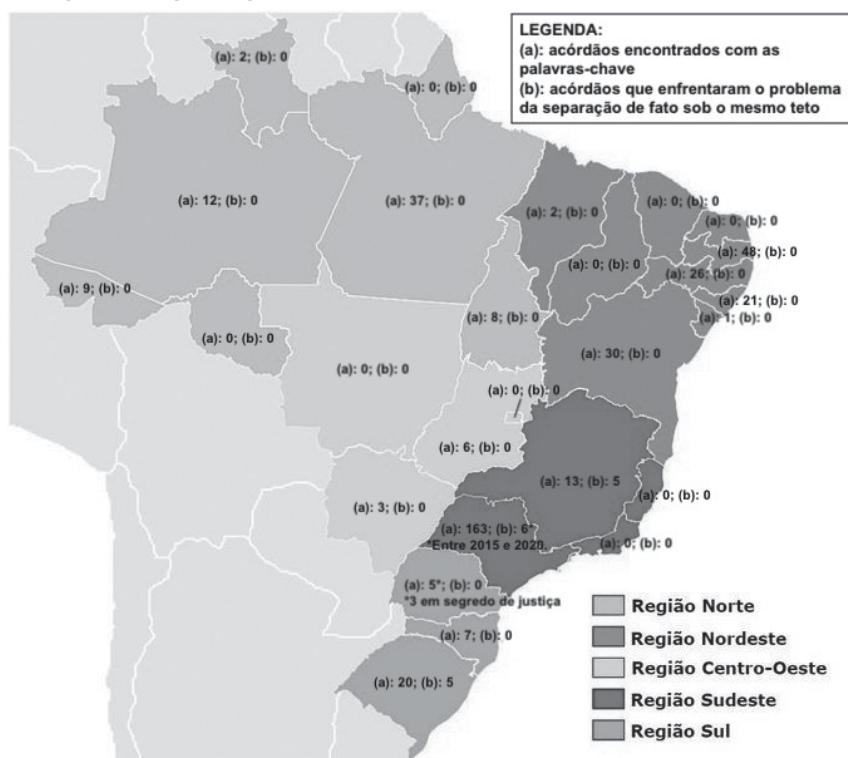 LEGENDA:
(a): acórdãos encontrados com as
palavras-chave
(b): acórdãos que enfrentaram o problema
da separação de fato sob o mesmo teto
(a): 2; (b): 0
(a): 0; (b): 0
(a): 12; (b): 0
(a): 37; (b): 0
(a): 2; (b): 0
(a): 0; (b): 0
(a): 0; (b): 0
(a): 48; (b): 0
(a): 0; (b): 0
(a): 26; (b): 0
(a): 9; (b): 0
(a): 21; (b): 0
(a): 8; (b): 0
(a): 1; (b): 0
(a): 0; (b): 0
(a): 30; (b): 0
(a): 0; (b): 0
(a): 0; (b): 0
(a): 6; (b): 0
(a): 13; (b): 5
(a): 0; (b): 0
(a): 3; (b): 0
(a): 163; (b): 6*
*Entre 2015 e 2020.
(a): 0; (b): 0
(a): 5*; (b): 0
*3 em segredo de justiça
(a): 7; (b): 0
(a): 20; (b): 5
Região Norte
Região Nordeste
Região Centro-Oeste
Região Sudeste
Região Sul